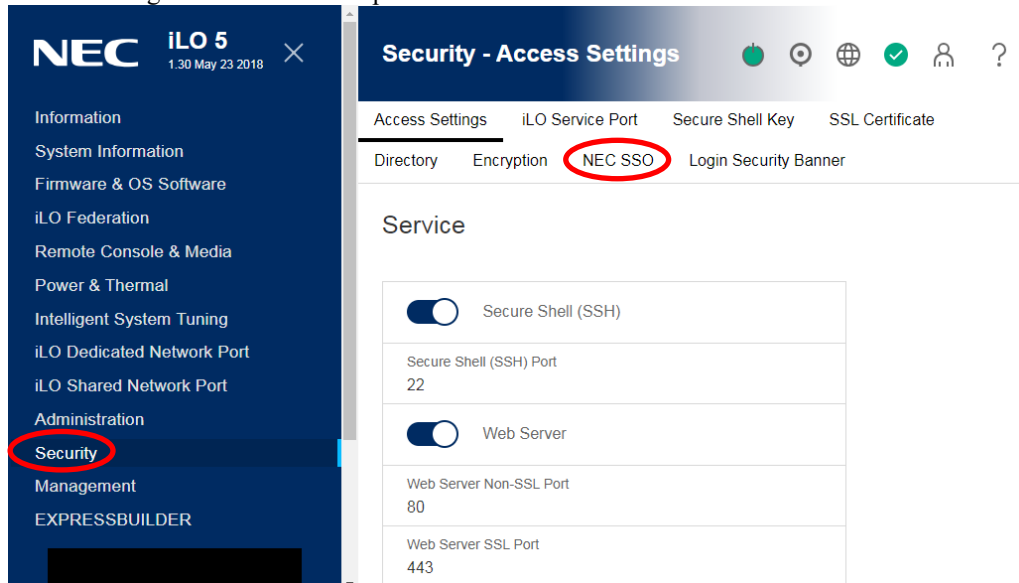 NEC iLO 5
1.30 May 23 2018
Information
System Information
Firmware & OS Software
iLO Federation
Remote Console & Media
Power & Thermal
Intelligent System Tuning
iLO Dedicated Network Port
iLO Shared Network Port
Administration
Security
Management
EXPRESSBUILDER
Security - Access Settings
Access Settings iLO Service Port Secure Shell Key SSL Certificate
Directory Encryption NEC SSO Login Security Banner
Service
Secure Shell (SSH)
Secure Shell (SSH) Port
22
Web Server
Web Server Non-SSL Port
80
Web Server SSL Port
443